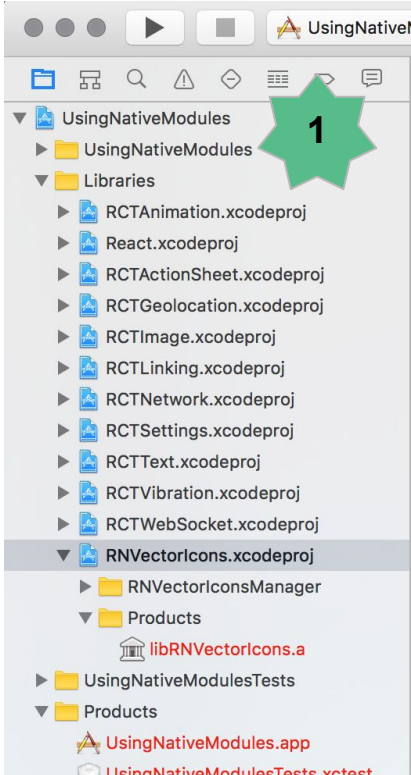 UsingNativeM
1
UsingNativeModules
UsingNativeModules
Libraries
RCTAnimation.xcodeproj
React.xcodeproj
RCTActionSheet.xcodeproj
RCTGeolocation.xcodeproj
RCTImage.xcodeproj
RCTLinking.xcodeproj
RCTNetwork.xcodeproj
RCTSettings.xcodeproj
RCTText.xcodeproj
RCTVibration.xcodeproj
RCTWebSocket.xcodeproj
RNVectorIcons.xcodeproj
RNVectorIconsManager
Products
libRNVectorIcons.a
UsingNativeModulesTests
Products
UsingNativeModules.app
UsingNativeModulesTests.xctest